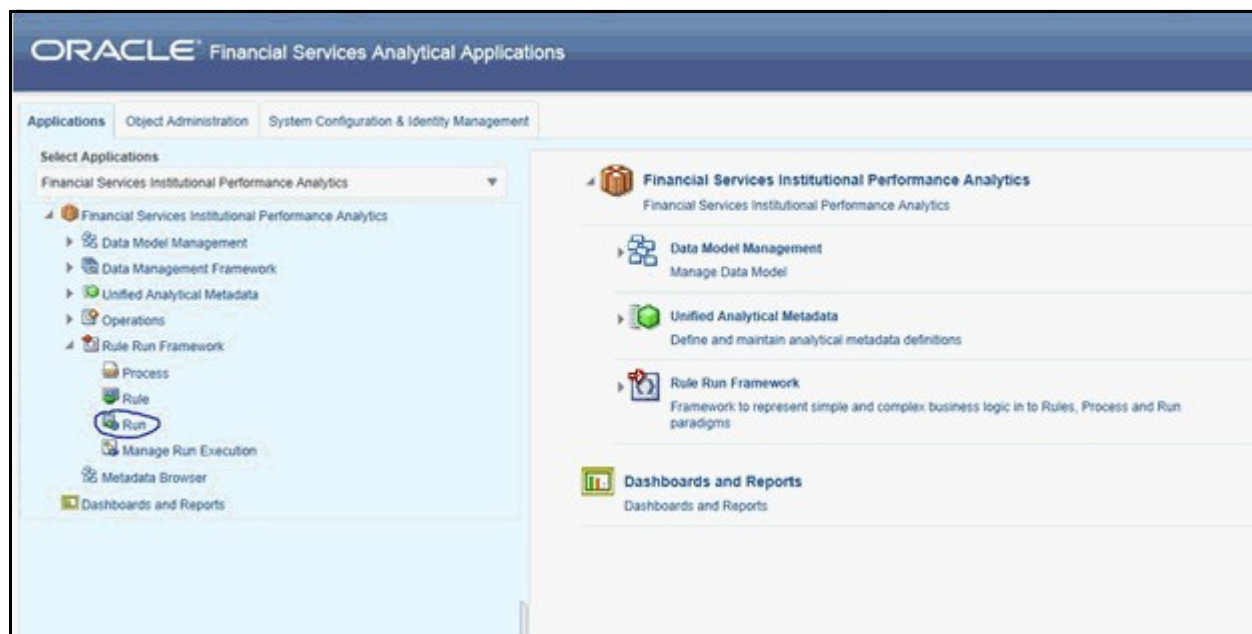 ORACLE Financial Services Analytical Applications
Applications Object Administration System Configuration & Identity Management
Select Applications
Financial Services Institutional Performance Analytics
Financial Services Institutional Performance Analytics
Data Model Management
Data Management Framework
Unified Analytical Metadata
Operations
Rule Run Framework
Process
Rule
Run
Manage Run Execution
Metadata Browser
Dashboards and Reports
Financial Services Institutional Performance Analytics
Financial Services Institutional Performance Analytics
Data Model Management
Manage Data Model
Unified Analytical Metadata
Define and maintain analytical metadata definitions
Rule Run Framework
Framework to represent simple and complex business logic in to Rules, Process and Run
paradigms
Dashboards and Reports
Dashboards and Reports